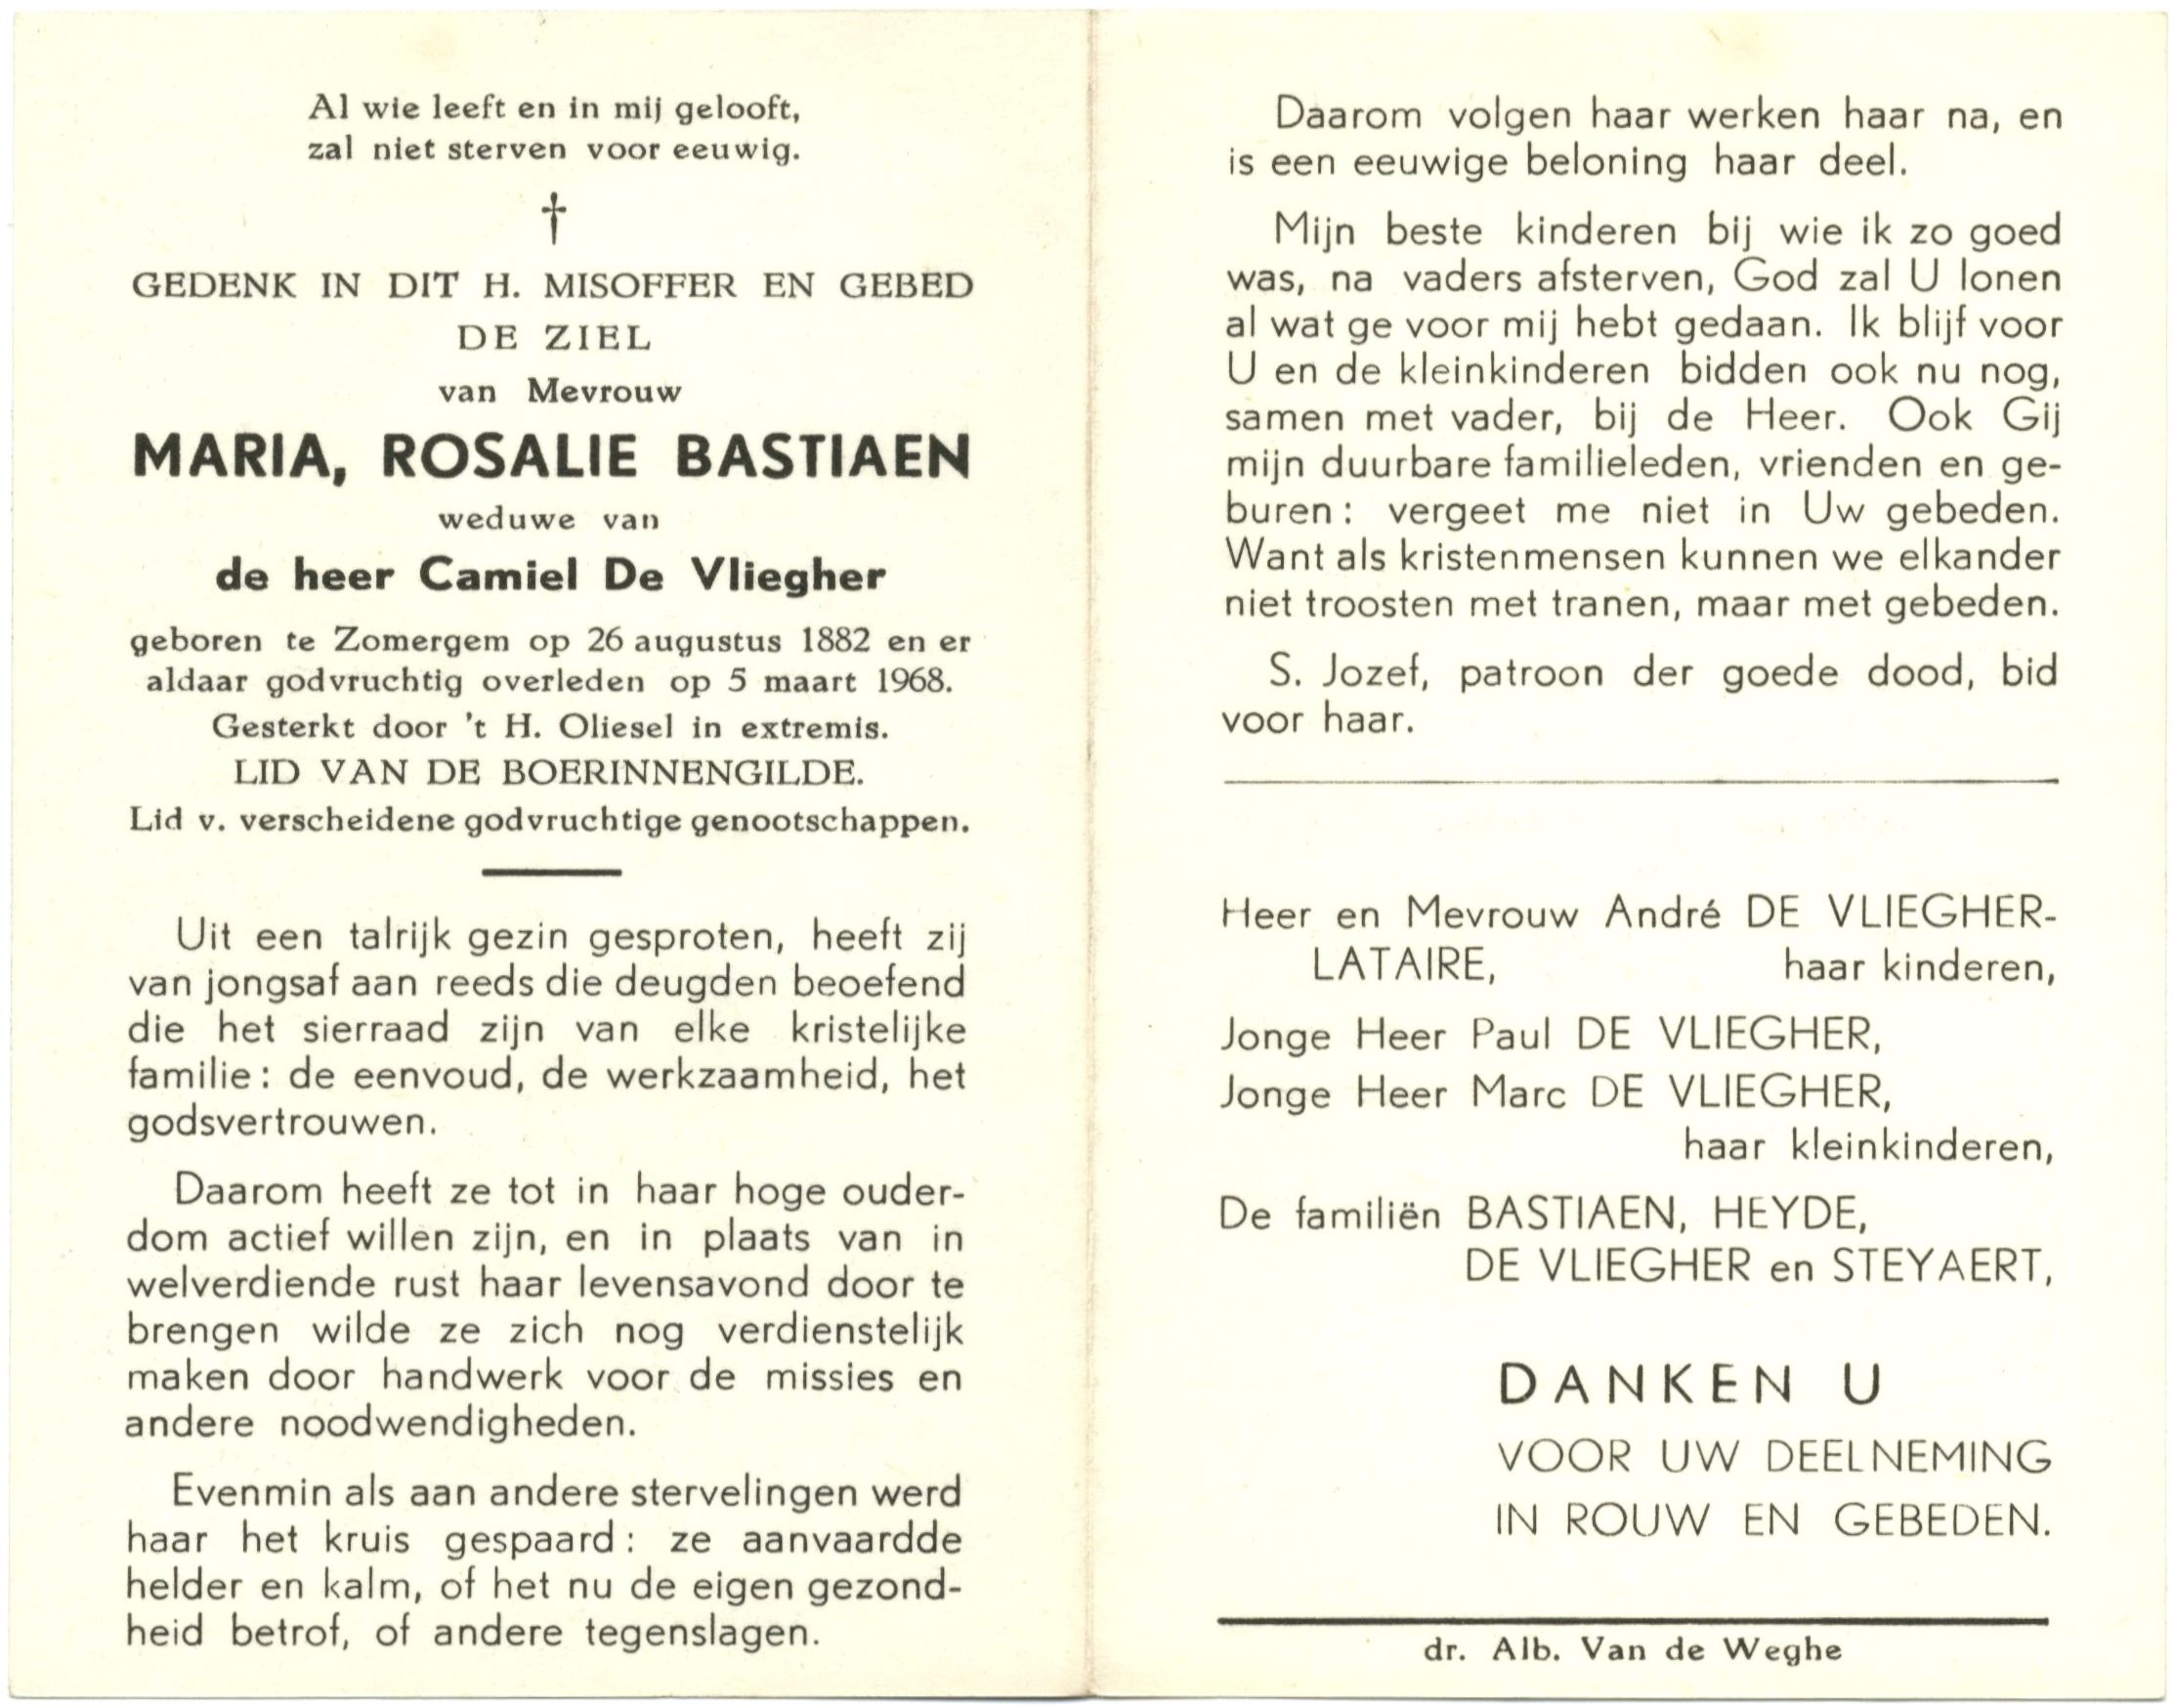 Al wie leeft en in mij gelooft,
zal niet sterven voor eeuwig.
†
GEDENK IN DIT H. MISOFFER EN GEBED
DE ZIEL
van Mevrouw
MARIA, ROSALIE BASTIAEN
weduwe van
de heer Camiel De Vliegher
geboren te Zomergem op 26 augustus 1882 en er
aldaar godvruchtig overleden op 5 maart 1968.
Gesterkt door 't H. Oliesel in extremis.
LID VAN DE BOERINNENGILDE.
Lid v. verscheidene godvruchtige genootschappen.
Uit een talrijk gezin gesproten, heeft zij
van jongsaf aan reeds die deugden beoefend
die het sierraad zijn van elke kristelijke
familie : de eenvoud, de werkzaamheid, het
godsvertrouwen.
Daarom heeft ze tot in haar hoge ouder-
dom actief willen zijn, en in plaats van in
welverdiende rust haar levensavond door te
brengen wilde ze zich nog verdienstelijk
maken door handwerk voor de missies en
andere noodwendigheden.
Evenmin als aan andere stervelingen werd
haar het kruis gespaard : ze aanvaardde
helder en kalm, of het nu de eigen gezond-
heid betrof, of andere tegenslagen.
Daarom volgen haar werken haar na, en
is een eeuwige beloning haar deel.
Mijn beste kinderen bij wie ik zo goed
was, na vaders afsterven, God zal U lonen
al wat ge voor mij hebt gedaan. Ik blijf voor
U en de kleinkinderen bidden ook nu nog,
samen met vader, bij de Heer. Ook Gij
mijn duurbare familieleden, vrienden en ge-
buren : vergeet me niet in Uw gebeden.
Want als kristenmensen kunnen we elkander
niet troosten met tranen, maar met gebeden.
S. Jozef, patroon der goede dood, bid
voor haar.
Heer en Mevrouw André DE VLIEGHER-
LATAIRE, haar kinderen,
Jonge Heer Paul DE VLIEGHER,
Jonge Heer Marc DE VLIEGHER,
haar kleinkinderen,
De familiën BASTIAEN, HEYDE,
DE VLIEGHER en STEYAERT,
DANKEN U
VOOR UW DEELNEMING
IN ROUW EN GEBEDEN.
dr. Alb. Van de Weghe